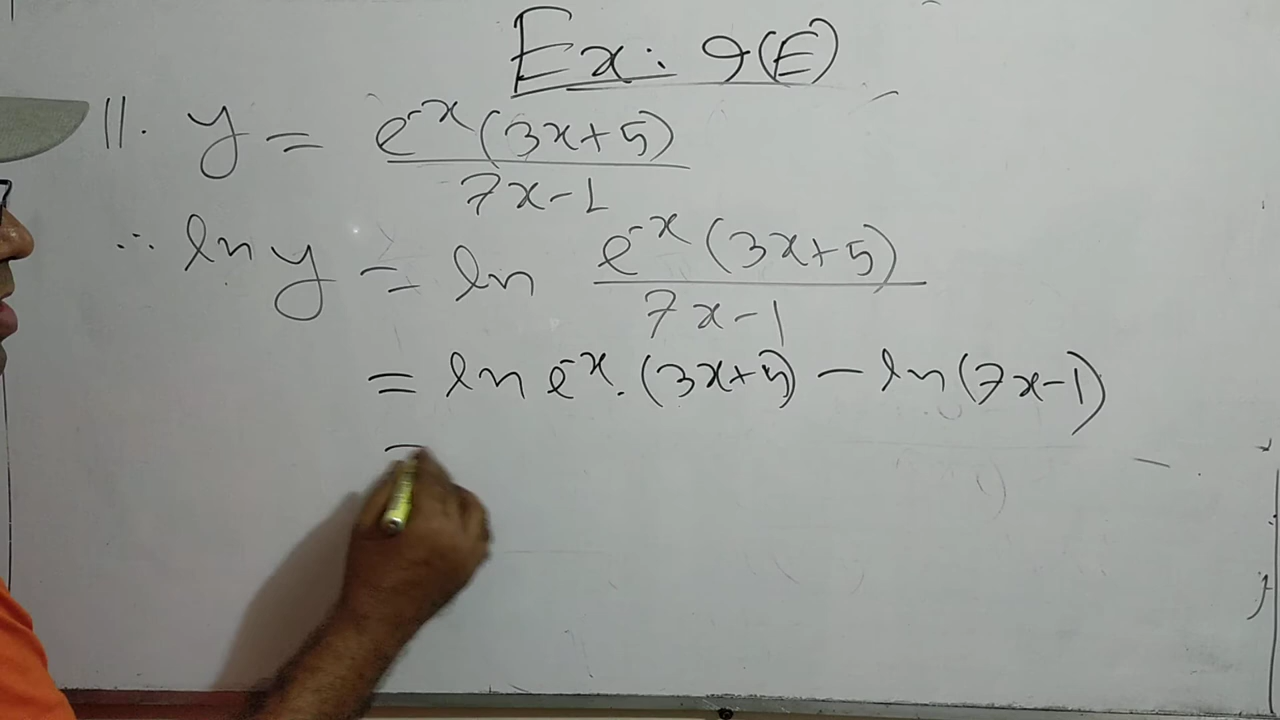 Ex: 9(E)
11. y = e^-x (3x+5) / 7x-1
∴ ln y = ln e^-x (3x+5) / 7x-1
= ln e^-x . (3x+5) - ln (7x-1)
=